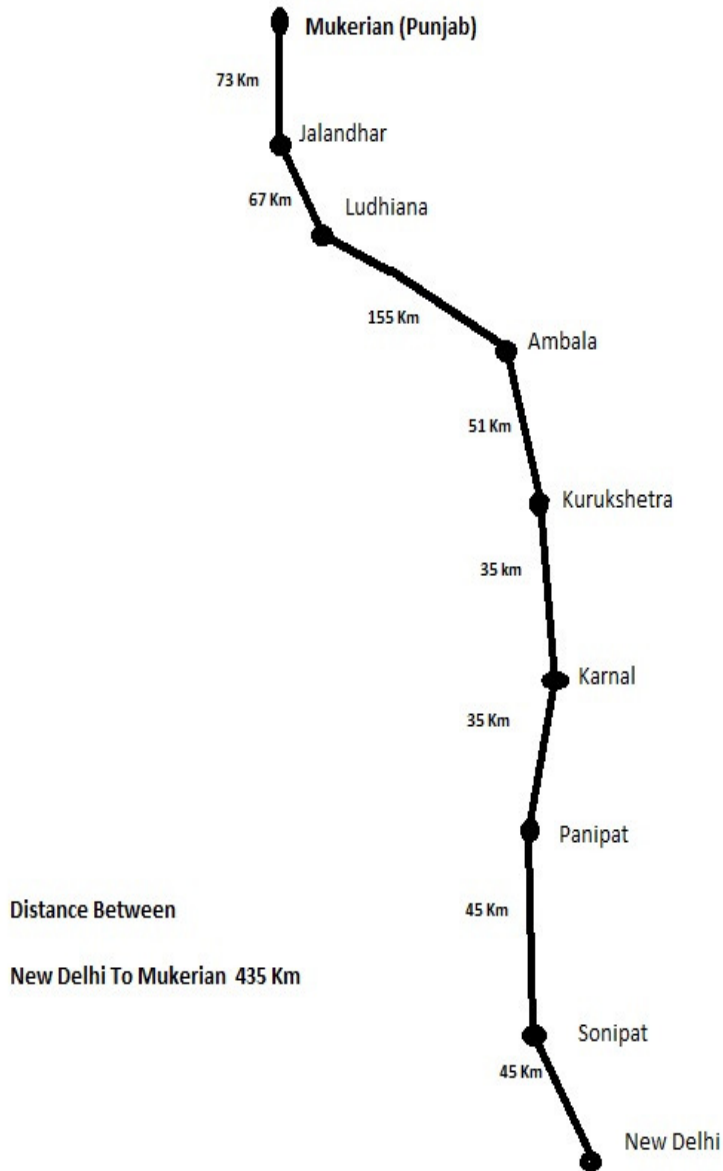 Mukerian (Punjab)
73 Km
Jalandhar
67 Km
Ludhiana
155 Km
Ambala
51 Km
Kurukshetra
35 km
Karnal
35 Km
Panipat
Distance Between
45 Km
New Delhi To Mukerian 435 Km
Sonipat
45 Km
New Delhi